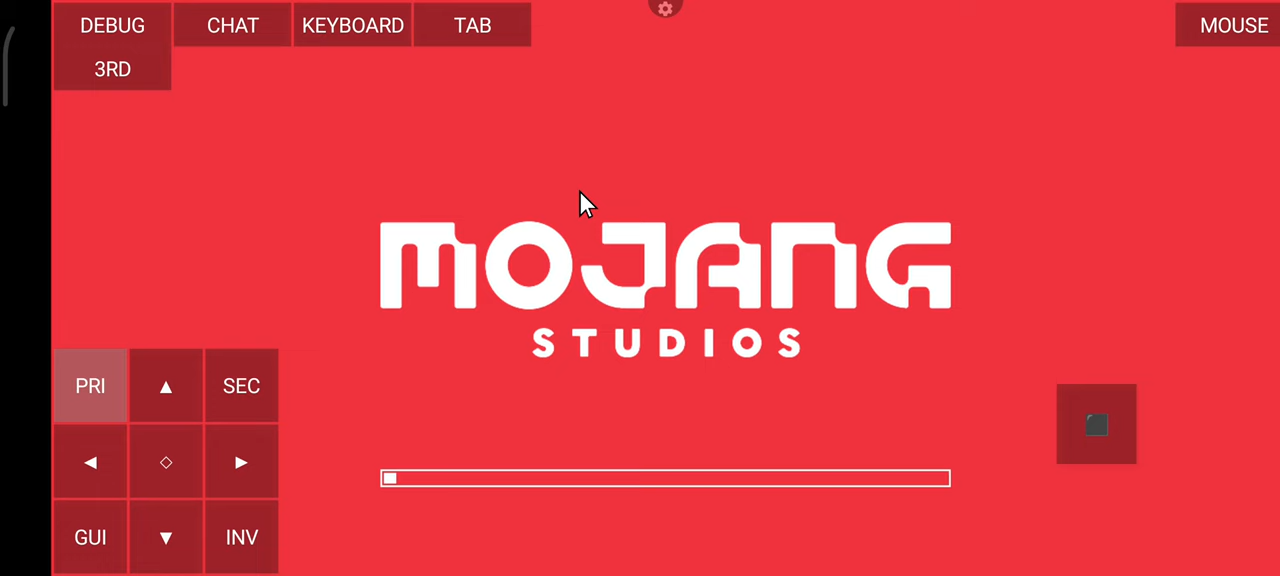 DEBUG CHAT KEYBOARD TAB MOUSE
3RD
MOJANG
STUDIOS
PRI ▲ SEC
◀ ◇ ▶
GUI ▼ INV